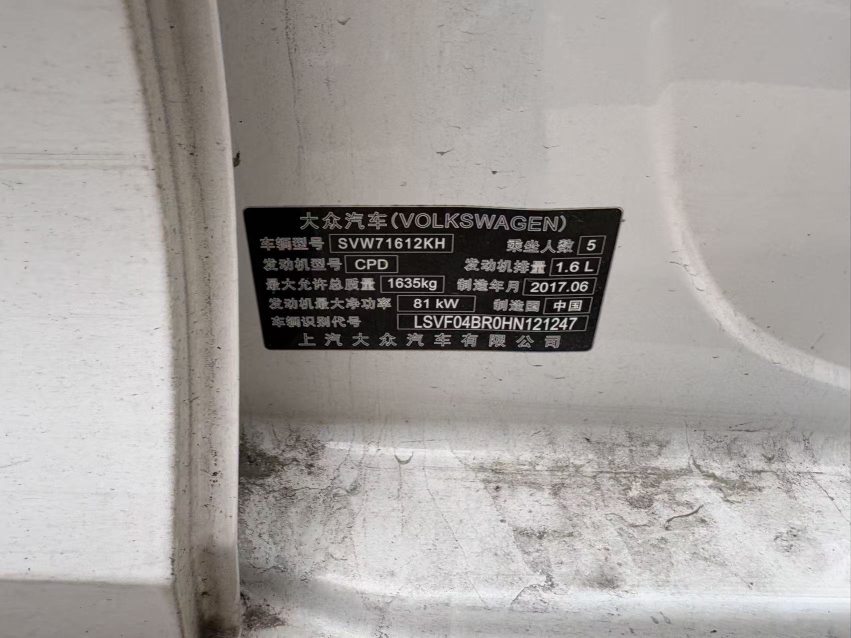 大众汽车(VOLKSWAGEN)
车辆型号 SVW71612KH 乘坐人数 5
发动机型号 CPD 发动机排量 1.6 L
最大允许总质量 1635kg 制造年月 2017.06
发动机最大净功率 81 kW 制造国 中国
车辆识别代号 LSVF04BR0HN121247
上汽大众汽车有限公司